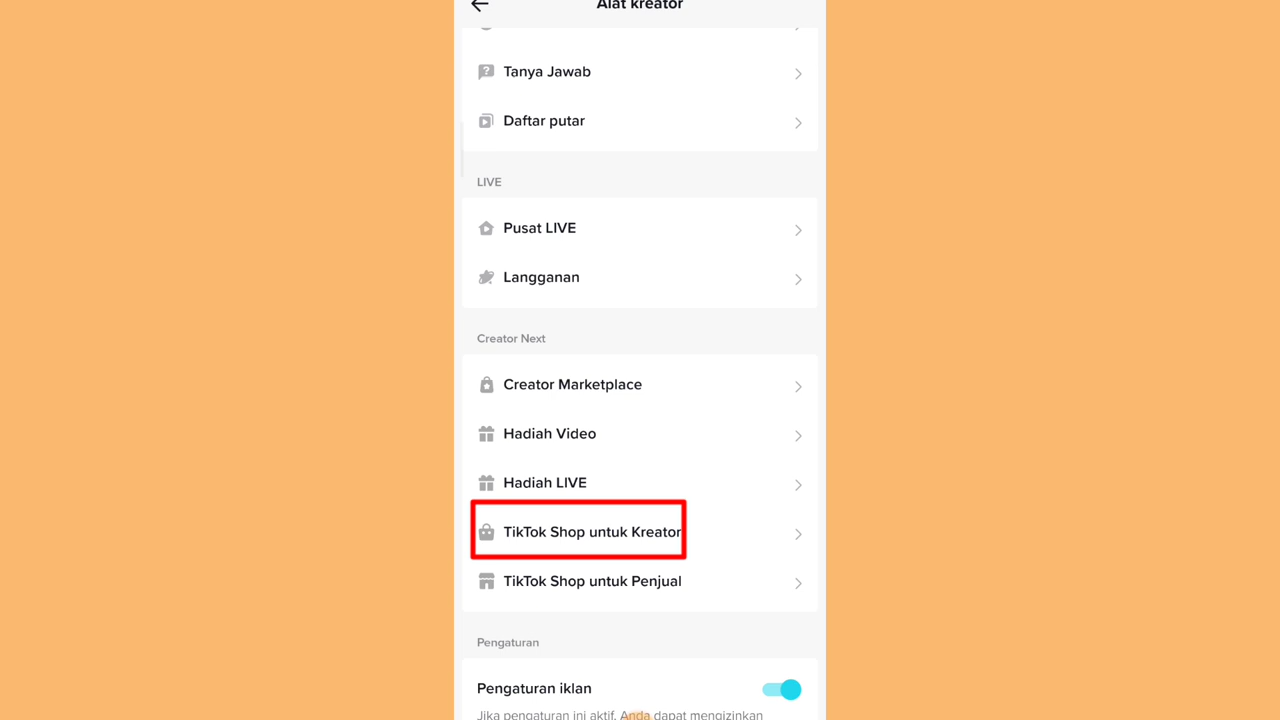 Alat kreator
Tanya Jawab
Daftar putar
LIVE
Pusat LIVE
Langganan
Creator Next
Creator Marketplace
Hadiah Video
Hadiah LIVE
TikTok Shop untuk Kreator
TikTok Shop untuk Penjual
Pengaturan
Pengaturan iklan
Jika pengaturan ini aktif, Anda dapat mengizinkan